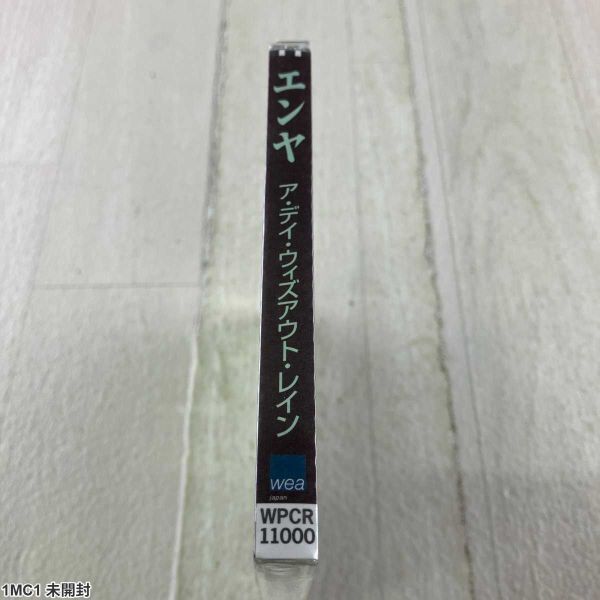 エンヤ
ア・デイ・ウィズアウト・レイン
wea
japan
WPCR
11000
1MC1 未開封